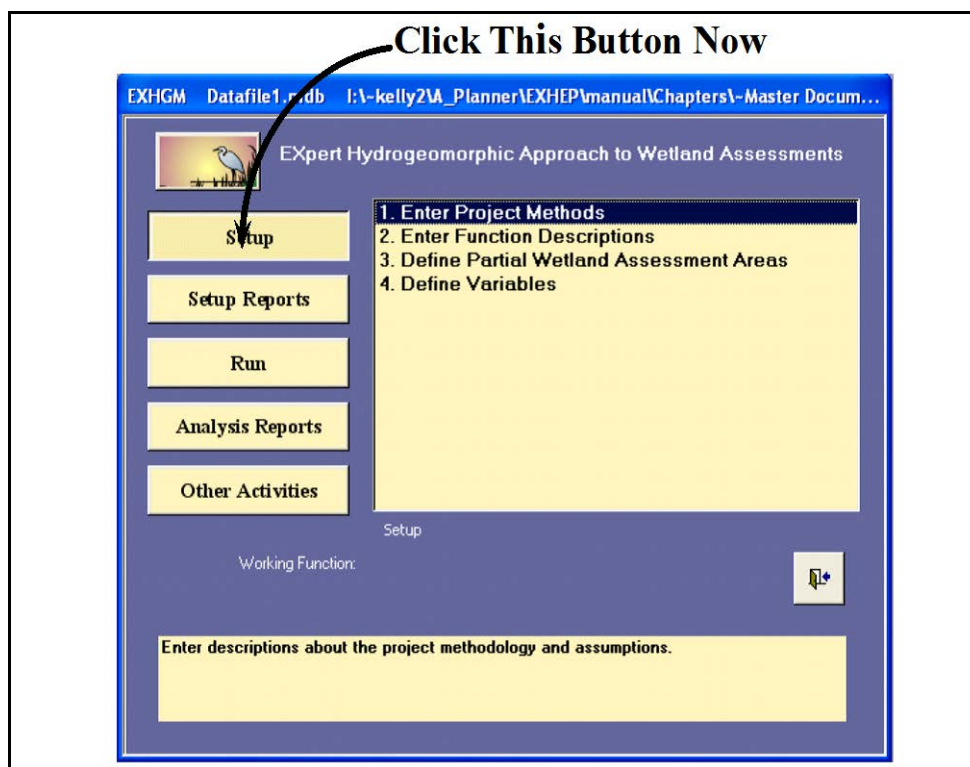 Click This Button Now
EXHGM Datafile1.mdb I:\~kelly2\A_Planner\EXHEP\manual\Chapters\~Master Docum...
EXpert Hydrogeomorphic Approach to Wetland Assessments
Setup
Setup Reports
Run
Analysis Reports
Other Activities
1. Enter Project Methods
2. Enter Function Descriptions
3. Define Partial Wetland Assessment Areas
4. Define Variables
Setup
Working Function:
Enter descriptions about the project methodology and assumptions.